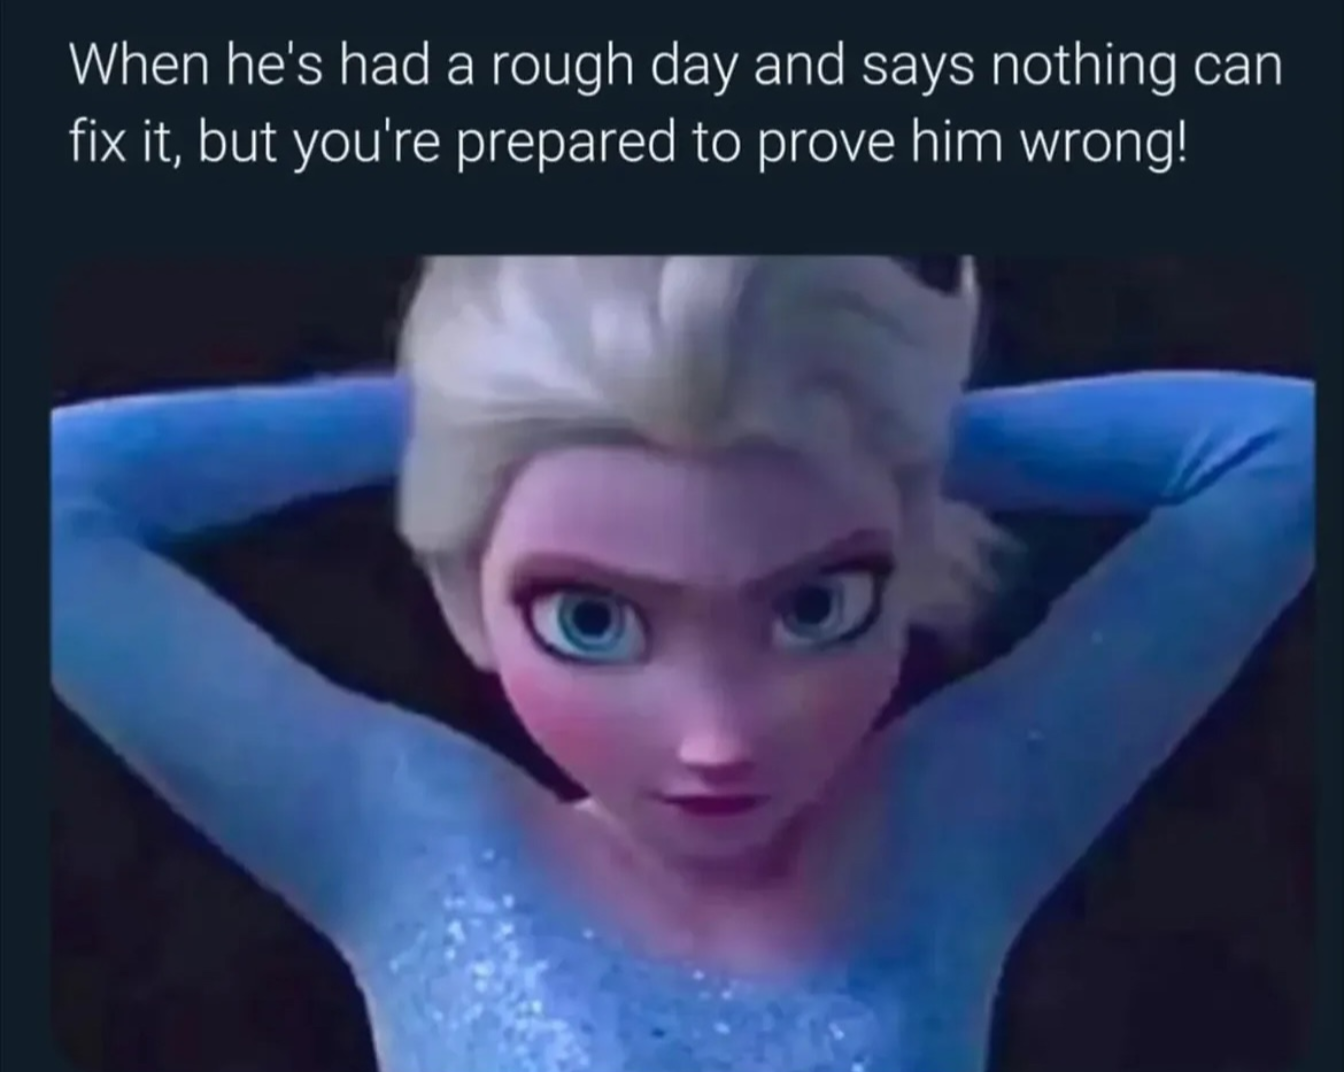 When he's had a rough day and says nothing can
fix it, but you're prepared to prove him wrong!